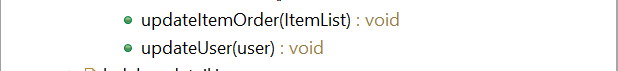 updateItemOrder(ItemList) : void
updateUser(user) : void